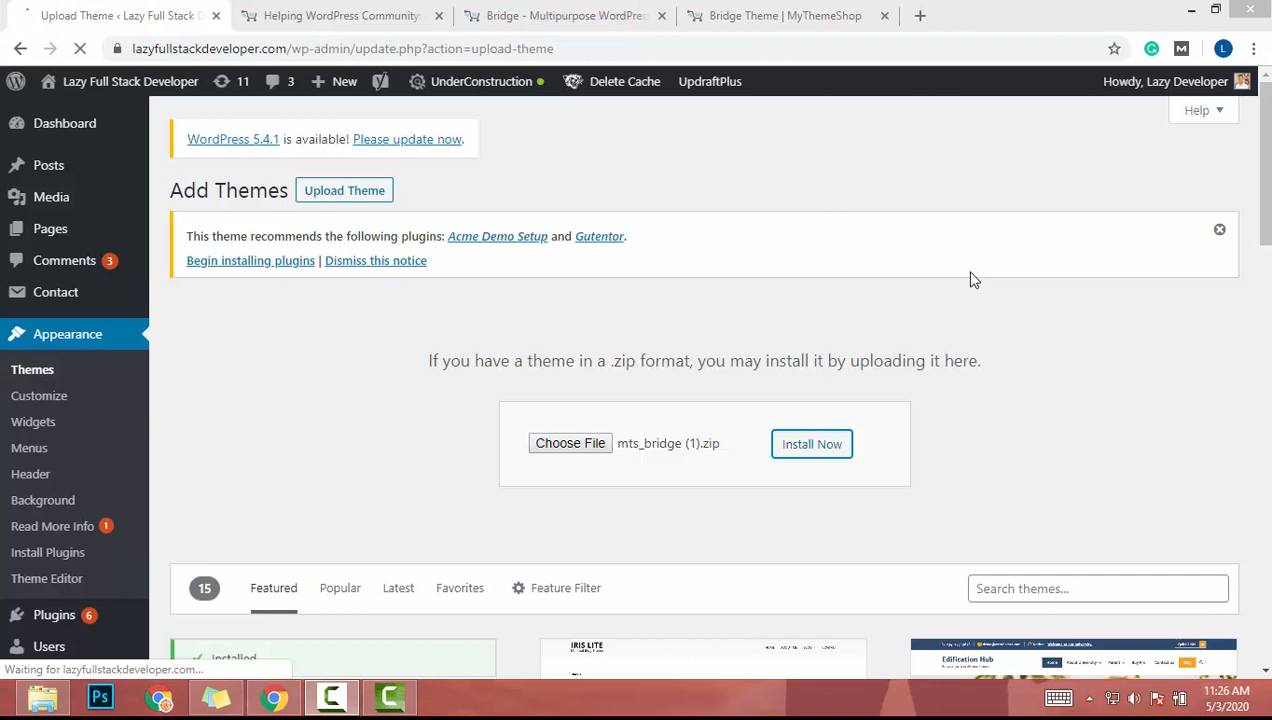 Upload Theme ‹ Lazy Full Stack D
Helping WordPress Community:
Bridge - Multipurpose WordPres
Bridge Theme | MyThemeShop
lazyfullstackdeveloper.com/wp-admin/update.php?action=upload-theme
L
Lazy Full Stack Developer
11
3
New
UnderConstruction
Delete Cache
UpdraftPlus
Howdy, Lazy Developer
Help
Dashboard
Posts
Media
Pages
Comments 3
Contact
Appearance
Themes
Customize
Widgets
Menus
Header
Background
Read More Info 1
Install Plugins
Theme Editor
Plugins 6
Users
WordPress 5.4.1 is available! Please update now.
Add Themes
Upload Theme
This theme recommends the following plugins: Acme Demo Setup and Gutentor.
Begin installing plugins | Dismiss this notice
If you have a theme in a .zip format, you may install it by uploading it here.
Choose File mts_bridge (1).zip
Install Now
15
Featured
Popular
Latest
Favorites
Feature Filter
Search themes...
Installed
IRIS LITE
Edification Hub
Waiting for lazyfullstackdeveloper.com...
Ps
11:26 AM
5/3/2020